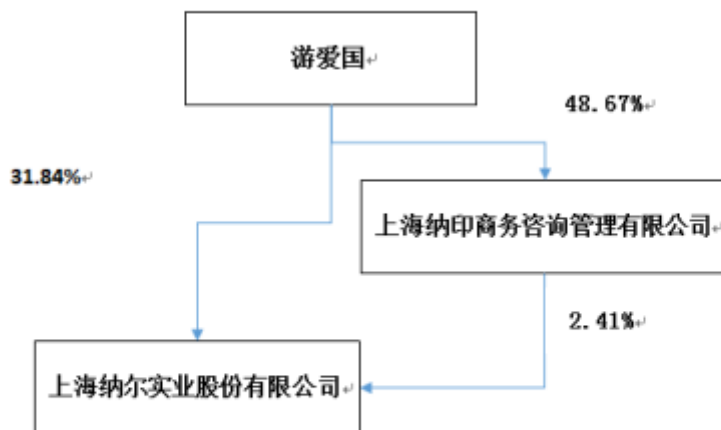 游爱国
48.67%
31.84%
上海纳印商务咨询管理有限公司
2.41%
上海纳尔实业股份有限公司